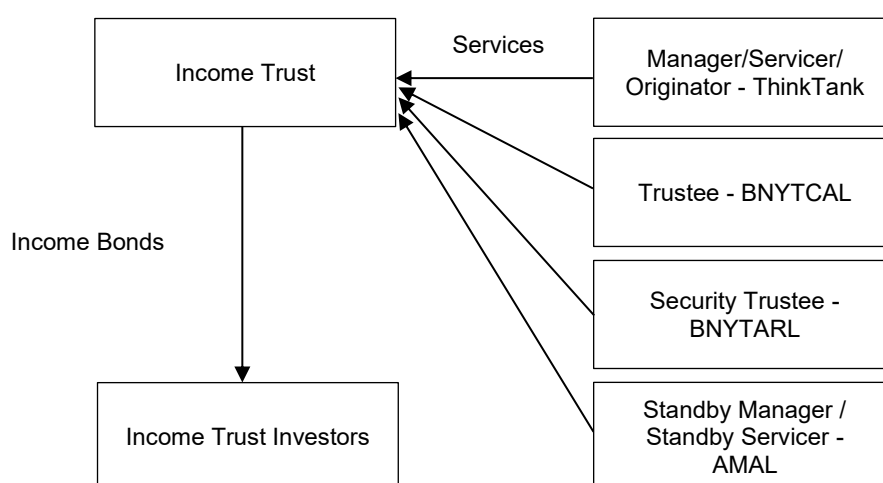 Services
Income Trust
Manager/Servicer/
Originator - ThinkTank
Trustee - BNYTCAL
Income Bonds
Security Trustee -
BNYTARL
Income Trust Investors
Standby Manager /
Standby Servicer -
AMAL